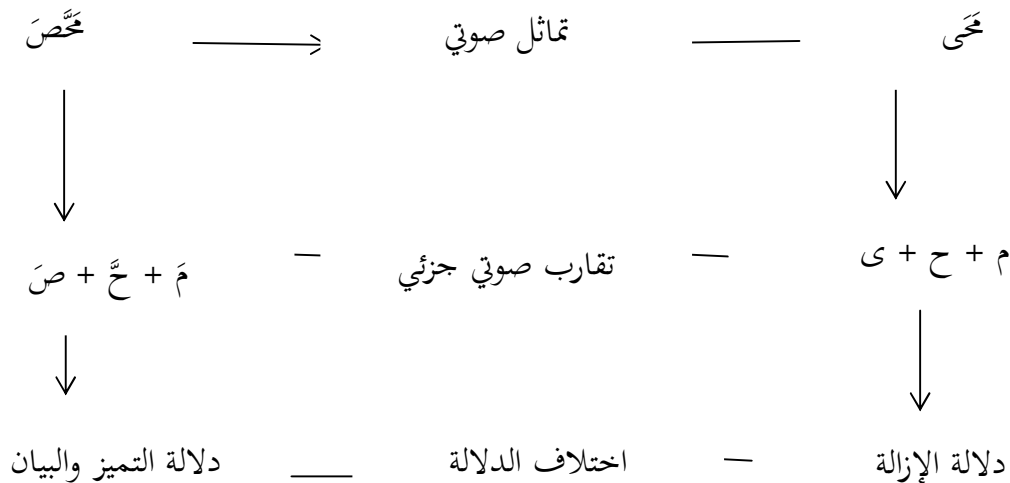 مَحَى تماثل صوتي مَحَّصَ
م + ح + ى تقارب صوتي جزئي مَ + حَّ + صَ
دلالة الإزالة اختلاف الدلالة دلالة التميز والبيان